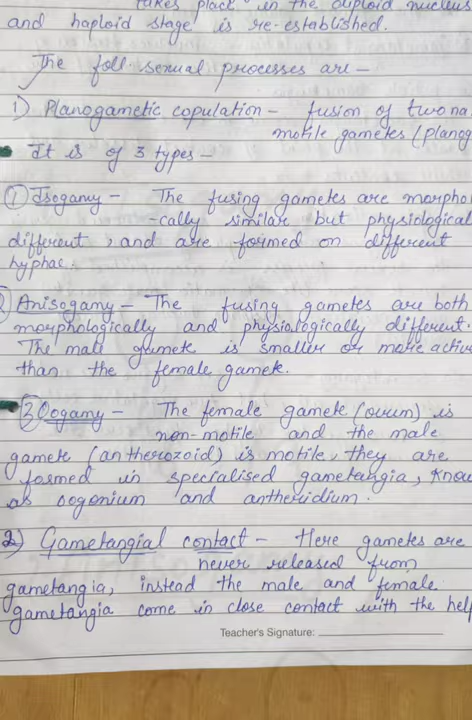 takes place in the diploid nucleus
and haploid stage is re-established.
The foll. sexual processes are –
i) Planogametic copulation – fusion of two na
motile gametes (planog
It is of 3 types –
① Isogamy – The fusing gametes are morpho
-cally similar but physiological
different, and are formed on different
hyphae.
Anisogamy – The fusing gametes are both
morphologically and physiologically different.
The male gamete is smaller or more active
than the female gamete.
3 Oogamy – The female gamete (ovum) is
non-motile and the male
gamete (antherozoid) is motile, they are
formed in specialised gametangia, know
as oogonium and antheridium.
2) Gametangial contact – Here gametes are
never released from
gametangia, instead the male and female
gametangia come in close contact with the help
Teacher's Signature: